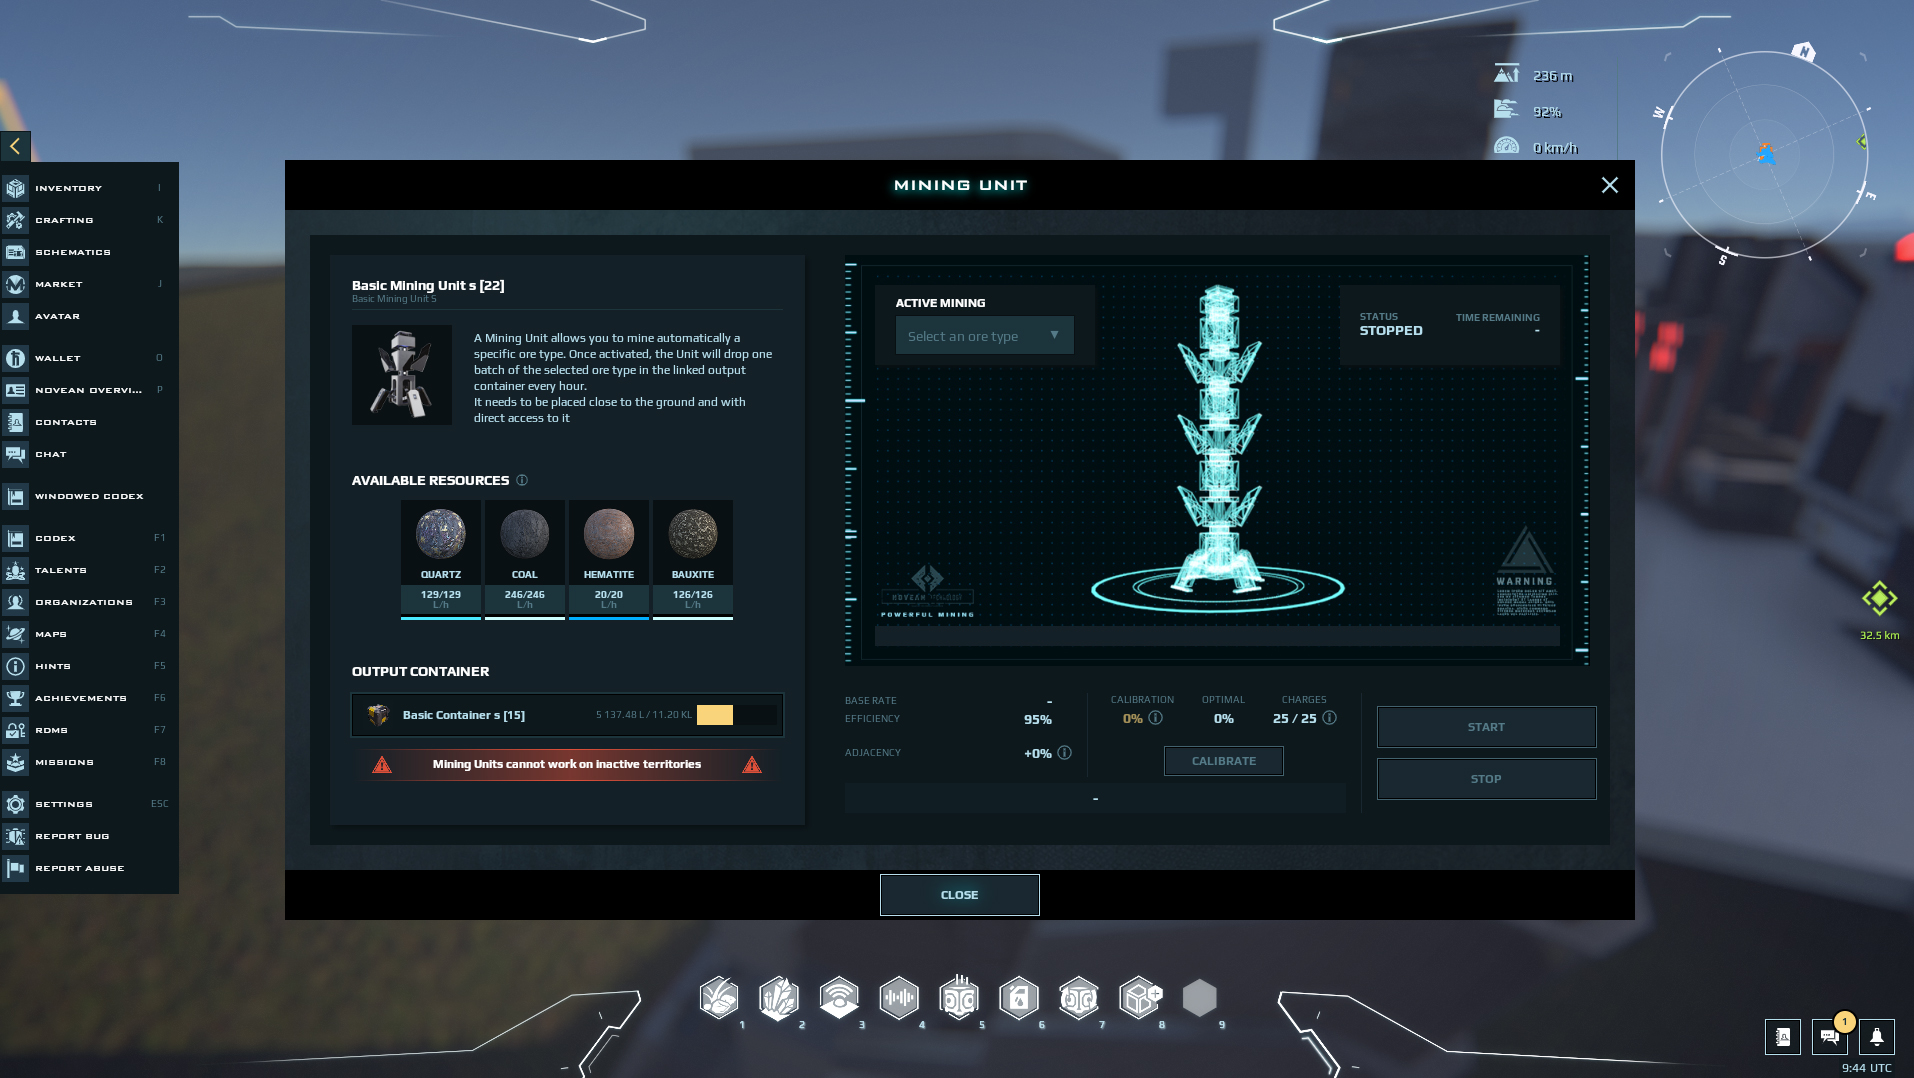 MINING UNIT
236 m
92%
0 km/h
N
W
E
S
INVENTORY I
CRAFTING K
SCHEMATICS
MARKET J
AVATAR
WALLET O
NOVEAN OVERVI... P
CONTACTS
CHAT
WINDOWED CODEX
CODEX F1
TALENTS F2
ORGANIZATIONS F3
MAPS F4
HINTS F5
ACHIEVEMENTS F6
RDMS F7
MISSIONS F8
SETTINGS ESC
REPORT BUG
REPORT ABUSE
Basic Mining Unit s [22]
Basic Mining Unit S
A Mining Unit allows you to mine automatically a
specific ore type. Once activated, the Unit will drop one
batch of the selected ore type in the linked output
container every hour.
It needs to be placed close to the ground and with
direct access to it
AVAILABLE RESOURCES
QUARTZ COAL HEMATITE BAUXITE
129/129 246/246 20/20 126/126
L/h L/h L/h L/h
OUTPUT CONTAINER
Basic Container s [15] 5 137.48 L / 11.20 KL
Mining Units cannot work on inactive territories
ACTIVE MINING
Select an ore type
STATUS TIME REMAINING
STOPPED -
POWERFUL MINING
WARNING
BASE RATE -
EFFICIENCY 95%
ADJACENCY +0%
CALIBRATION OPTIMAL CHARGES
0% 0% 25 / 25
CALIBRATE
-
START
STOP
CLOSE
32.5 km
1 2 3 4 5 6 7 8 9
1
9:44 UTC